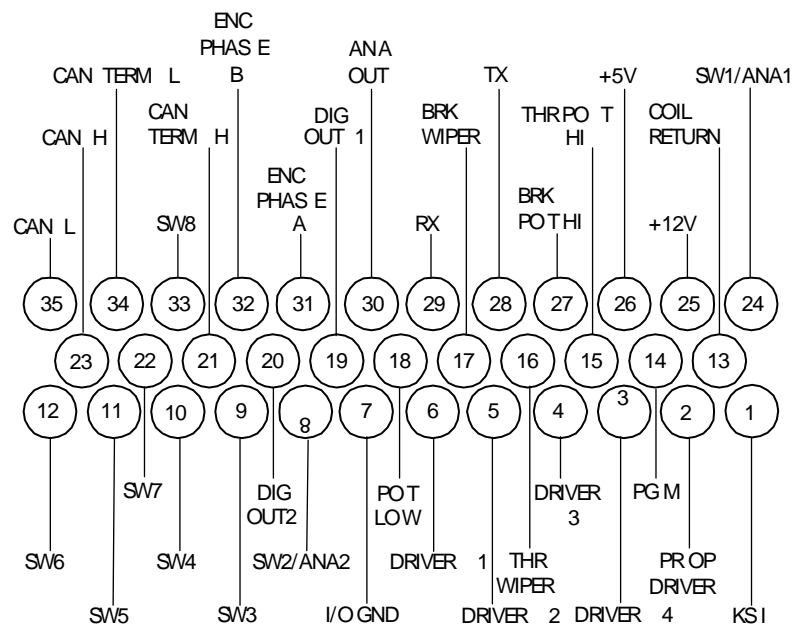 ENC
PHASE
B
ANA
OUT
CAN TERM L
TX
+5V
SW1/ANA1
CAN
TERM H
DIG
OUT 1
BRK
WIPER
THR POT
HI
COIL
RETURN
CAN H
ENC
PHASE
A
BRK
POT HI
CAN L
SW8
RX
+12V
35 34 33 32 31 30 29 28 27 26 25 24
23 22 21 20 19 18 17 16 15 14 13
12 11 10 9 8 7 6 5 4 3 2 1
SW7
DIG
OUT2
POT
LOW
DRIVER
3
PGM
SW6
SW4
SW2/ANA2
DRIVER 1
THR
WIPER
PROP
DRIVER
SW5
SW3
I/O GND
DRIVER 2
DRIVER 4
KSI